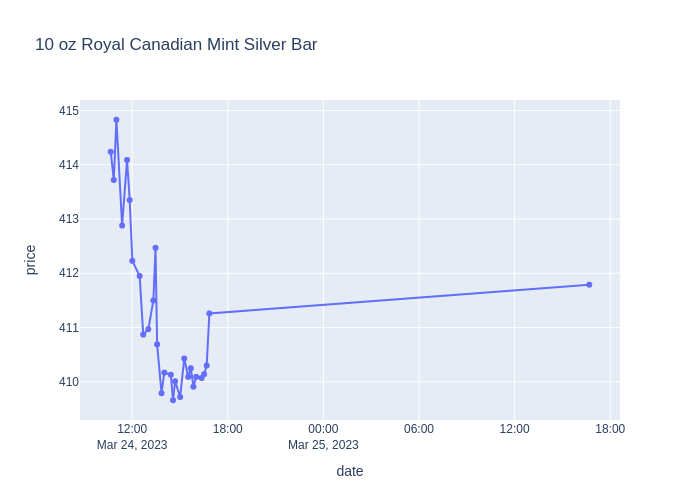 10 oz Royal Canadian Mint Silver Bar
415
414
413
412
411
410
price
12:00 18:00 00:00 06:00 12:00 18:00
Mar 24, 2023 Mar 25, 2023
date